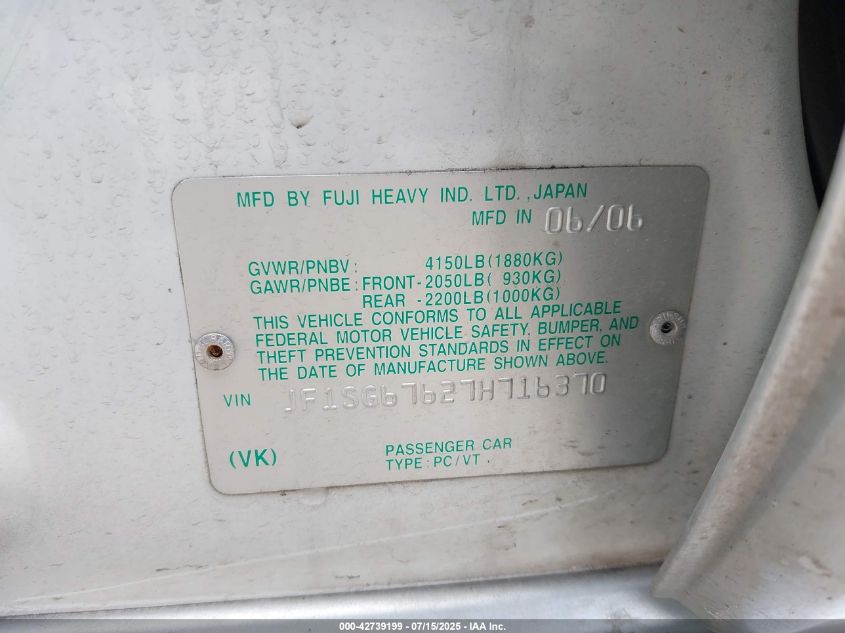 MFD BY FUJI HEAVY IND. LTD., JAPAN
MFD IN 06/06
GVWR/PNBV: 4150LB(1880KG)
GAWR/PNBE: FRONT-2050LB( 930KG)
REAR -2200LB(1000KG)
THIS VEHICLE CONFORMS TO ALL APPLICABLE
FEDERAL MOTOR VEHICLE SAFETY, BUMPER, AND
THEFT PREVENTION STANDARDS IN EFFECT ON
THE DATE OF MANUFACTURE SHOWN ABOVE.
VIN JF1SG67627H716370
(VK)
PASSENGER CAR
TYPE: PC/VT
000-42739199 - 07/15/2025 - IAA Inc.